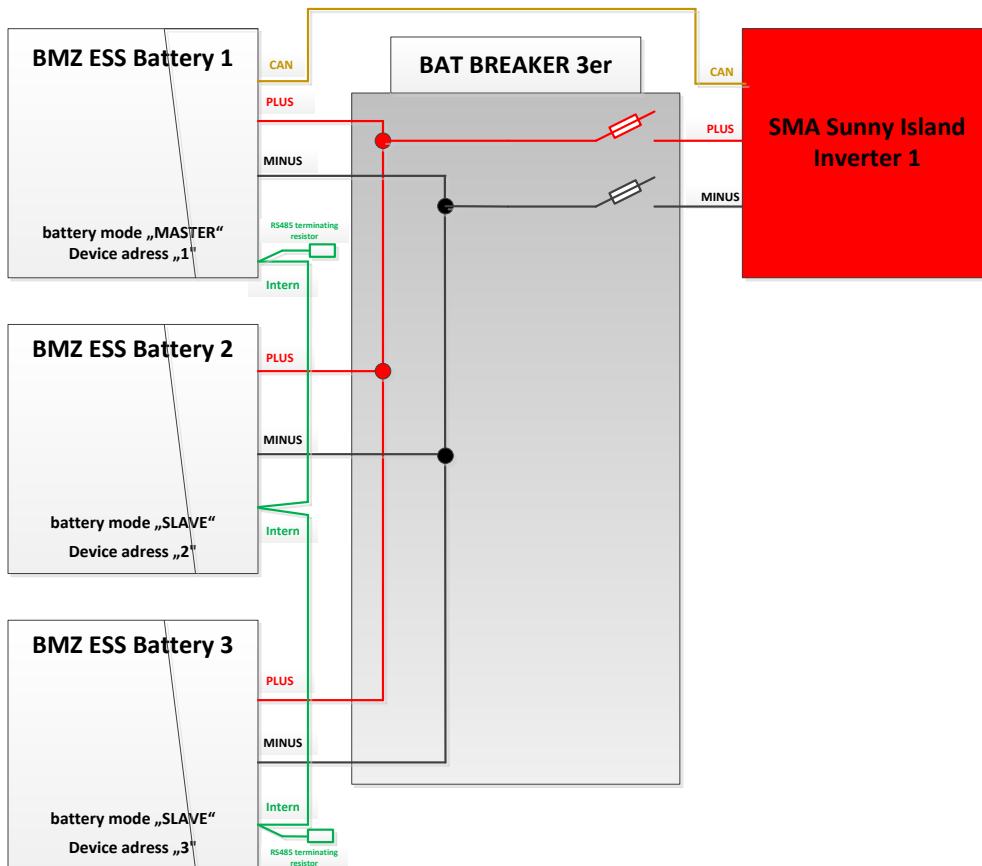 BMZ ESS Battery 1
CAN
PLUS
MINUS
battery mode „MASTER“
Device adress „1"
RS485 terminating
resistor
Intern
BAT BREAKER 3er
CAN
PLUS
MINUS
SMA Sunny Island
Inverter 1
BMZ ESS Battery 2
PLUS
MINUS
battery mode „SLAVE“
Device adress „2"
Intern
BMZ ESS Battery 3
PLUS
MINUS
Intern
battery mode „SLAVE“
Device adress „3"
RS485 terminating
resistor